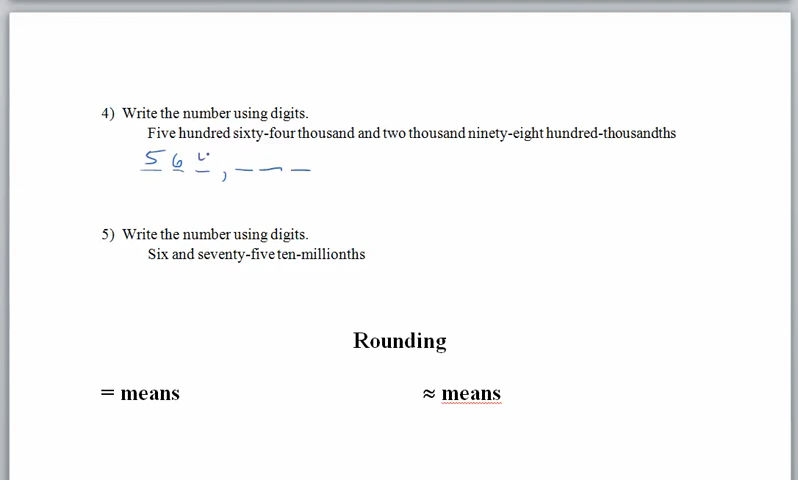 4) Write the number using digits.
Five hundred sixty-four thousand and two thousand ninety-eight hundred-thousandths
5 6 , _ _ _
5) Write the number using digits.
Six and seventy-five ten-millionths
Rounding
= means ≈ means